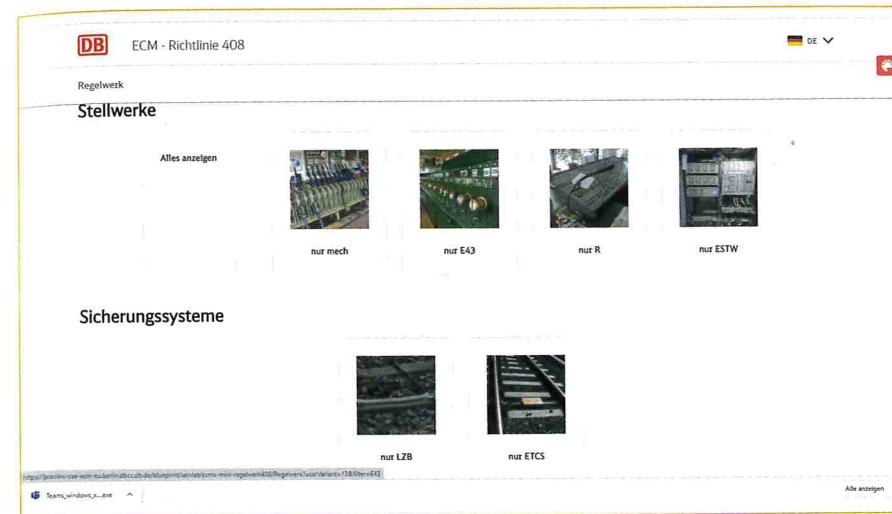 DB
ECM - Richtlinie 408
DE
Regelwerk
Stellwerke
Alles anzeigen
nur mech
nur E43
nur R
nur ESTW
Sicherungssysteme
nur LZB
nur ETCS
Teams_windows_x....exe
Alle anzeigen